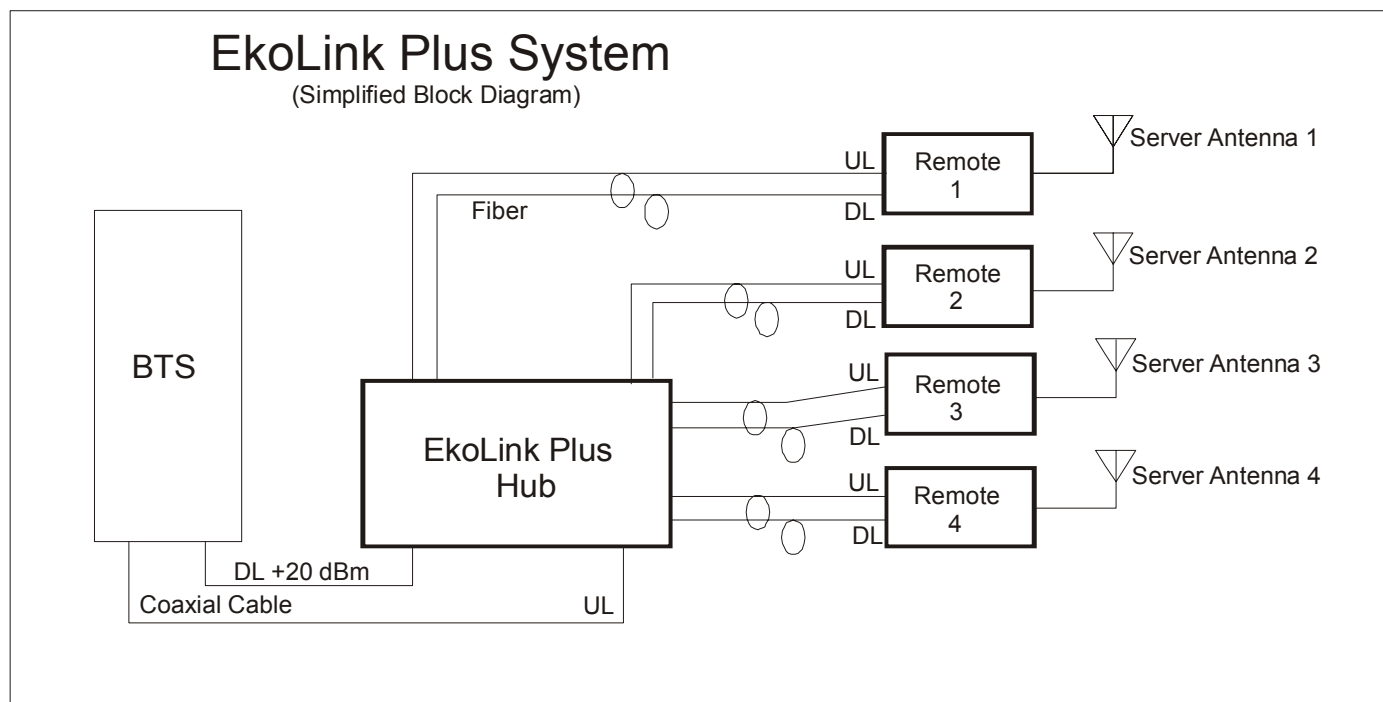 EkoLink Plus System
(Simplified Block Diagram)
UL
Remote
1
Server Antenna 1
Fiber
DL
UL
Remote
2
Server Antenna 2
DL
BTS
UL
Remote
3
Server Antenna 3
DL
EkoLink Plus
Hub
UL
Remote
4
Server Antenna 4
DL
DL +20 dBm
Coaxial Cable
UL